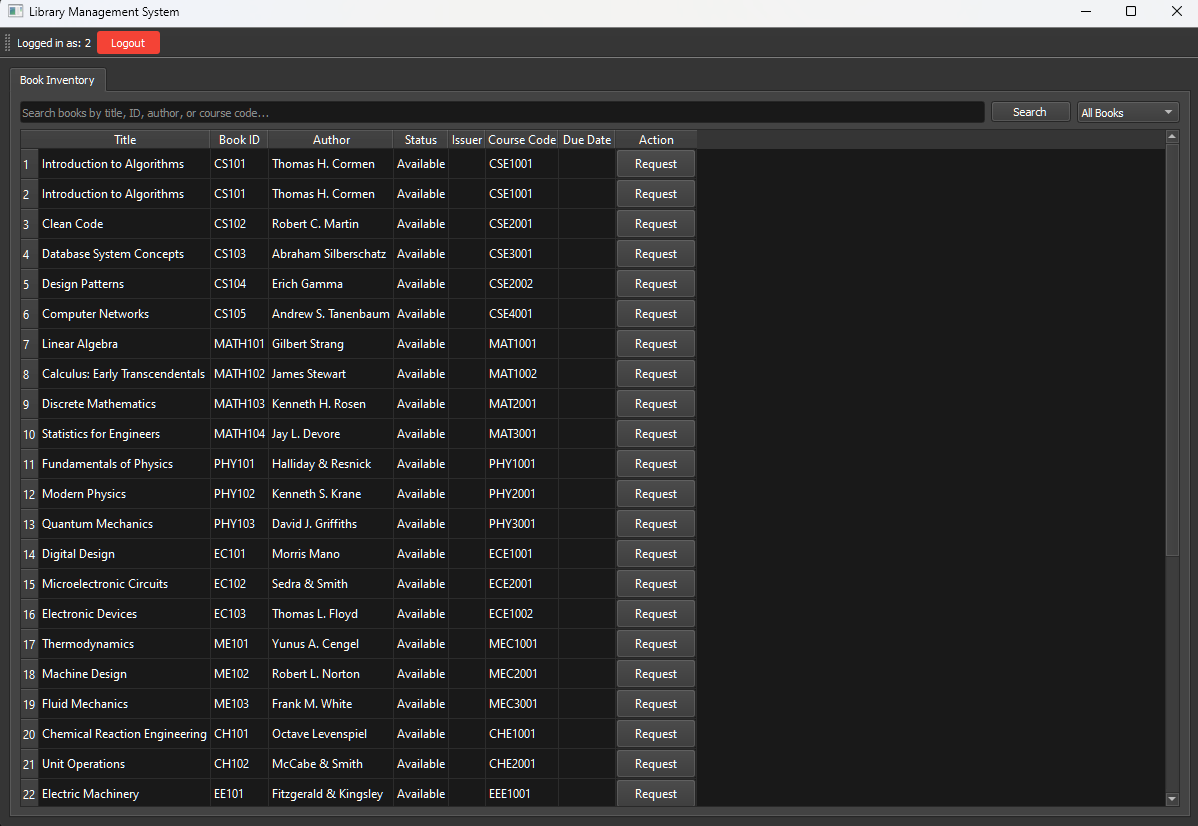 Library Management System
Logged in as: 2 Logout
Book Inventory
Search books by title, ID, author, or course code... Search All Books
Title Book ID Author Status Issuer Course Code Due Date Action
1 Introduction to Algorithms CS101 Thomas H. Cormen Available CSE1001 Request
2 Introduction to Algorithms CS101 Thomas H. Cormen Available CSE1001 Request
3 Clean Code CS102 Robert C. Martin Available CSE2001 Request
4 Database System Concepts CS103 Abraham Silberschatz Available CSE3001 Request
5 Design Patterns CS104 Erich Gamma Available CSE2002 Request
6 Computer Networks CS105 Andrew S. Tanenbaum Available CSE4001 Request
7 Linear Algebra MATH101 Gilbert Strang Available MAT1001 Request
8 Calculus: Early Transcendentals MATH102 James Stewart Available MAT1002 Request
9 Discrete Mathematics MATH103 Kenneth H. Rosen Available MAT2001 Request
10 Statistics for Engineers MATH104 Jay L. Devore Available MAT3001 Request
11 Fundamentals of Physics PHY101 Halliday & Resnick Available PHY1001 Request
12 Modern Physics PHY102 Kenneth S. Krane Available PHY2001 Request
13 Quantum Mechanics PHY103 David J. Griffiths Available PHY3001 Request
14 Digital Design EC101 Morris Mano Available ECE1001 Request
15 Microelectronic Circuits EC102 Sedra & Smith Available ECE2001 Request
16 Electronic Devices EC103 Thomas L. Floyd Available ECE1002 Request
17 Thermodynamics ME101 Yunus A. Cengel Available MEC1001 Request
18 Machine Design ME102 Robert L. Norton Available MEC2001 Request
19 Fluid Mechanics ME103 Frank M. White Available MEC3001 Request
20 Chemical Reaction Engineering CH101 Octave Levenspiel Available CHE1001 Request
21 Unit Operations CH102 McCabe & Smith Available CHE2001 Request
22 Electric Machinery EE101 Fitzgerald & Kingsley Available EEE1001 Request